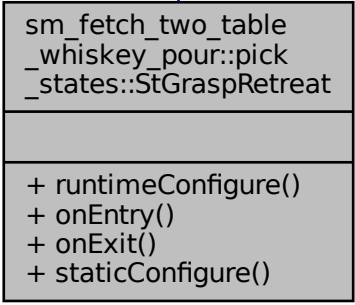 sm_fetch_two_table
_whiskey_pour::pick
_states::StGraspRetreat
+ runtimeConfigure()
+ onEntry()
+ onExit()
+ staticConfigure()